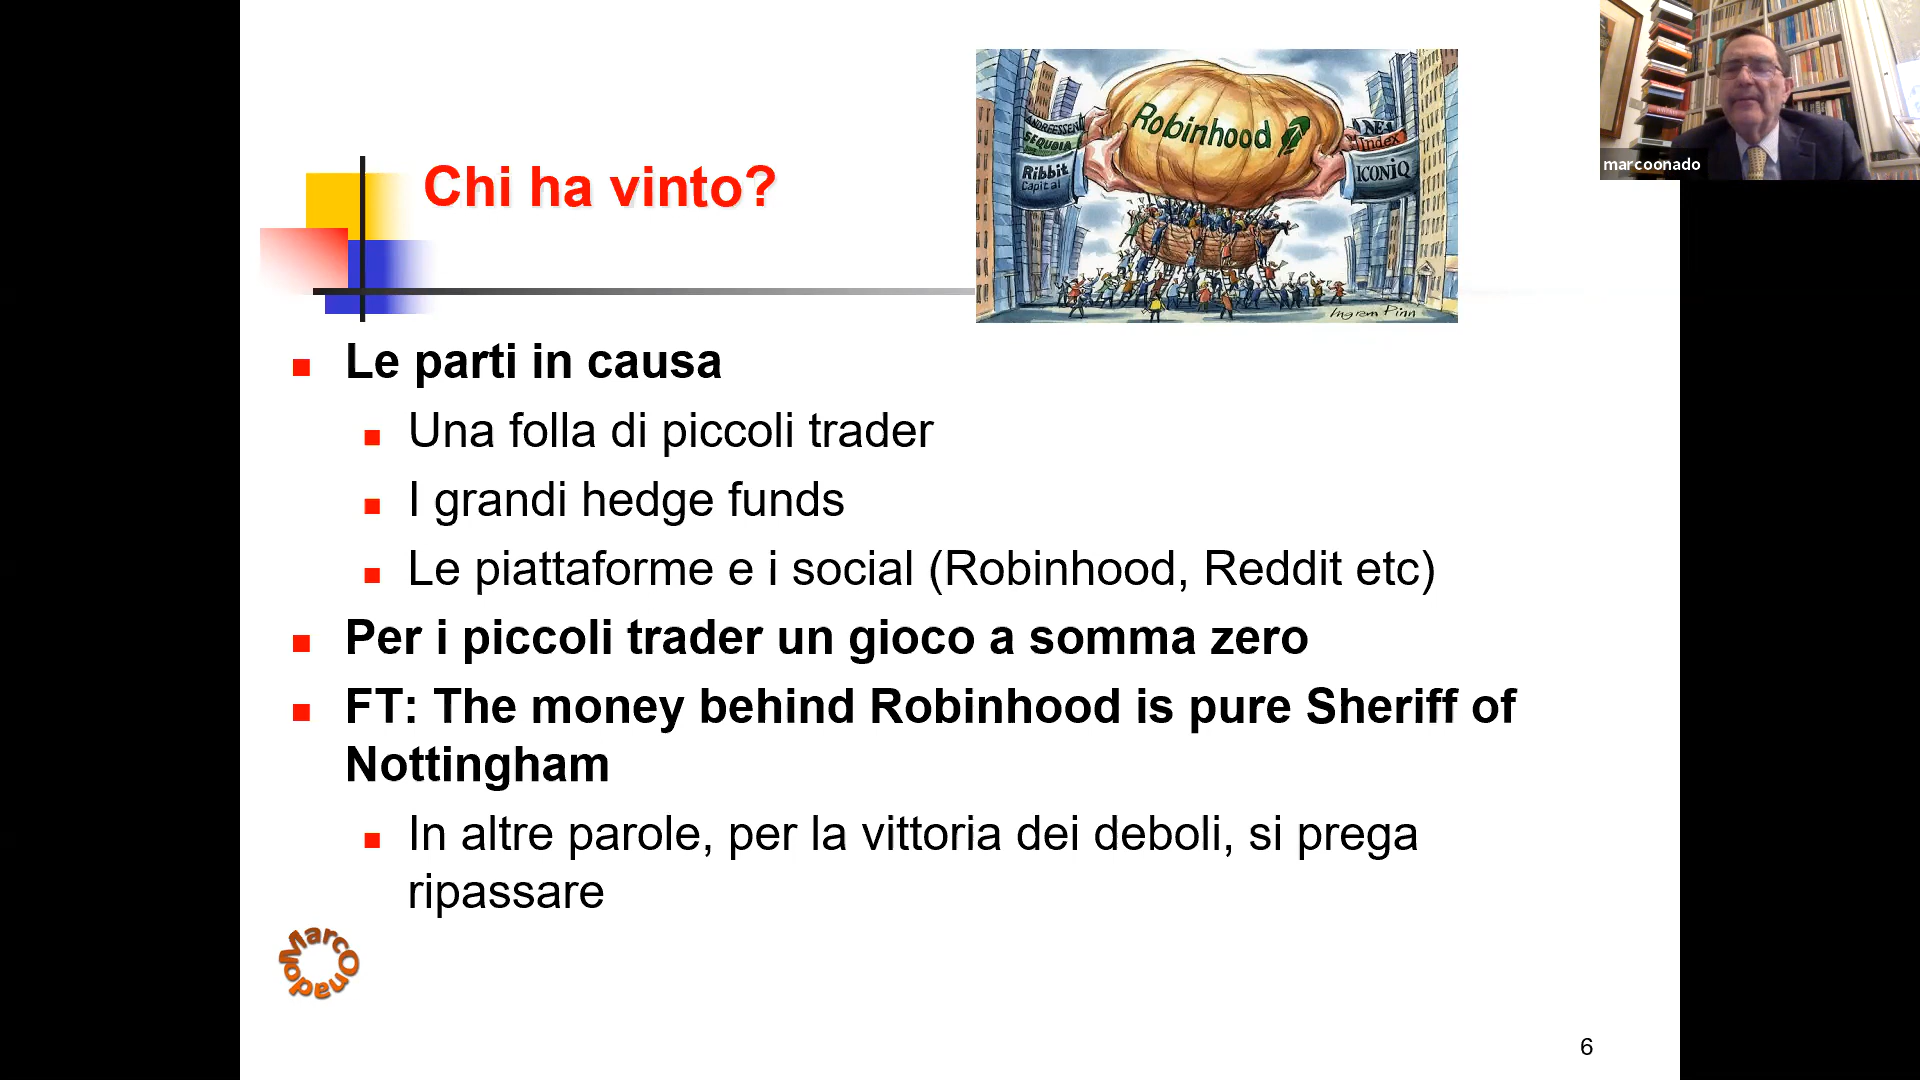 Chi ha vinto?
ANDREESSEN
SEQUOIA
Ribbit
Capital
Robinhood
NEA
Index
ICONIQ
Ingram Pinn
marcoonado
Le parti in causa
Una folla di piccoli trader
I grandi hedge funds
Le piattaforme e i social (Robinhood, Reddit etc)
Per i piccoli trader un gioco a somma zero
FT: The money behind Robinhood is pure Sheriff of
Nottingham
In altre parole, per la vittoria dei deboli, si prega
ripassare
MarcOnado
6